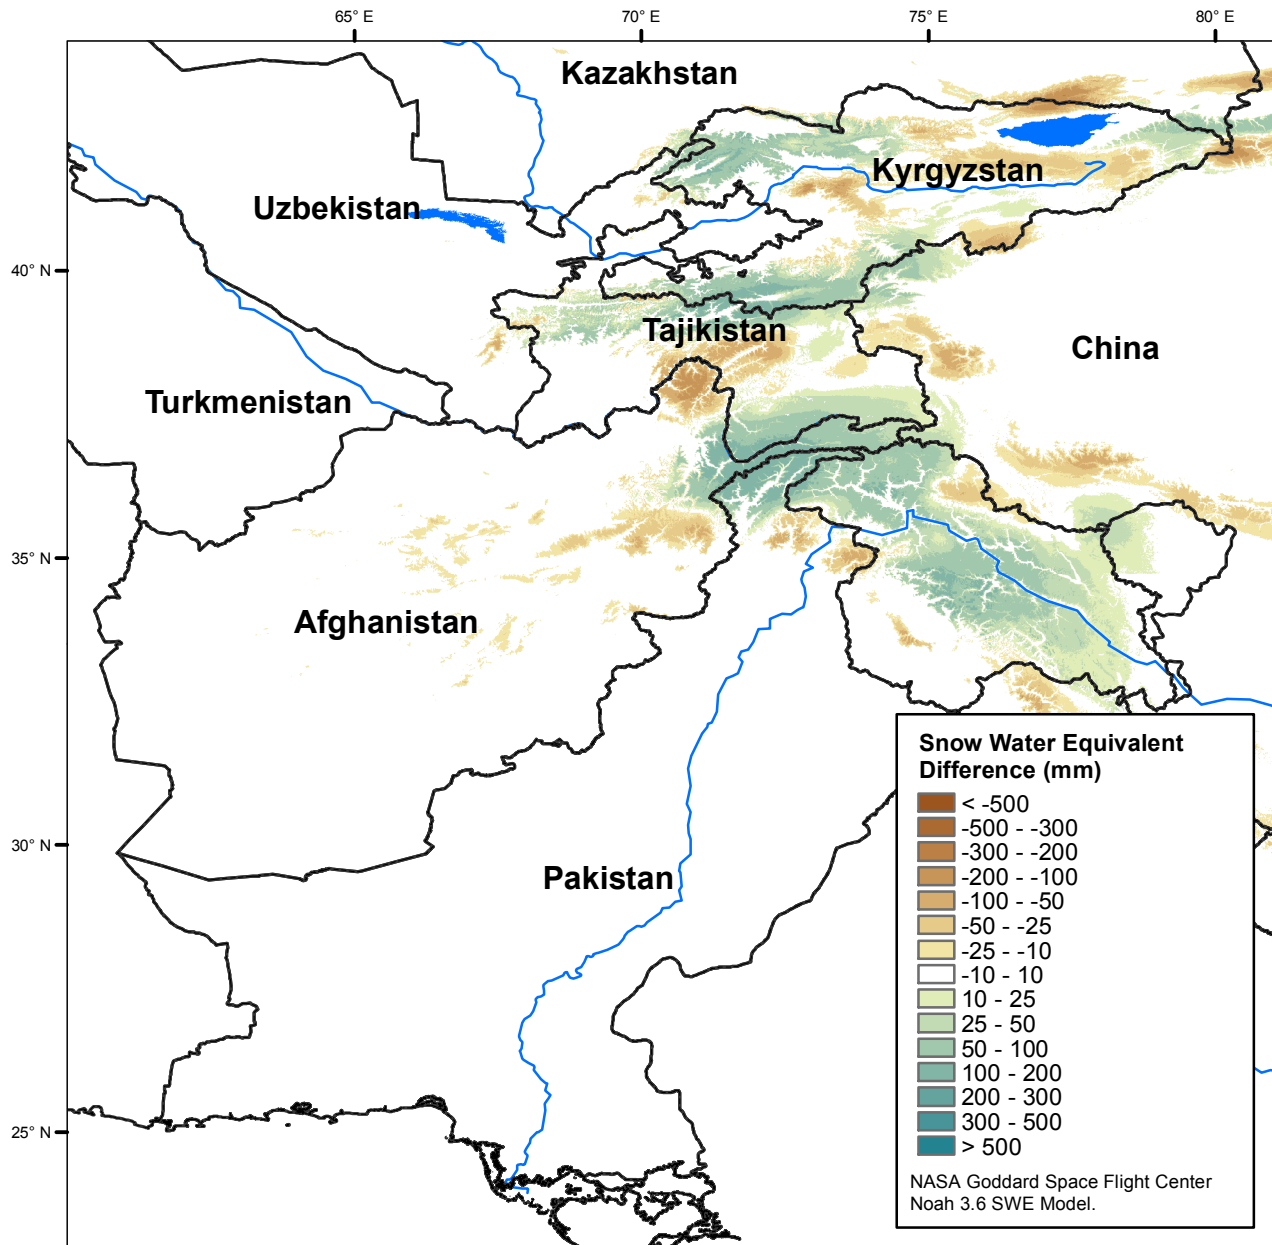 65° E
70° E
75° E
80° E
Kazakhstan
Kyrgyzstan
Uzbekistan
40° N
Tajikistan
China
Turkmenistan
35° N
Afghanistan
Snow Water Equivalent
Difference (mm)
< -500
-500 - -300
-300 - -200
-200 - -100
-100 - -50
-50 - -25
-25 - -10
-10 - 10
10 - 25
25 - 50
50 - 100
100 - 200
200 - 300
300 - 500
> 500
NASA Goddard Space Flight Center
Noah 3.6 SWE Model.
30° N
Pakistan
25° N